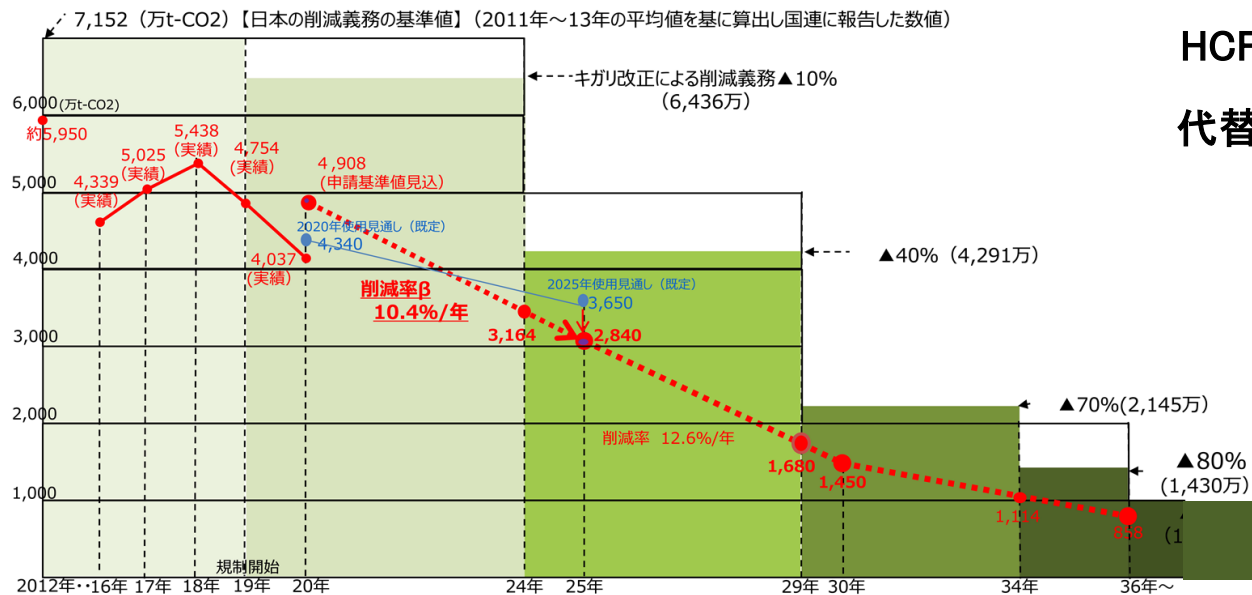 7,152（万t-CO2）【日本の削減義務の基準値】（2011年～13年の平均値を基に算出し国連に報告した数値）
HCF
代替
キガリ改正による削減義務▲10%
（6,436万）
6,000(万t-CO2)
約5,950
5,438
（実績）
5,025
（実績）
4,754
（実績）
4,339
（実績）
4,908
（申請基準値見込）
5,000
2020年使用見通し（既定）
4,340
4,037
（実績）
4,000
▲40%（4,291万）
削減率β
10.4%/年
2025年使用見通し（既定）
3,650
3,164
2,840
3,000
2,000
▲70%(2,145万）
削減率 12.6%/年
1,680
1,450
▲80%
（1,430万）
1,000
1,114
858
規制開始
2012年・・16年 17年 18年 19年 20年 24年 25年 29年 30年 34年 36年～